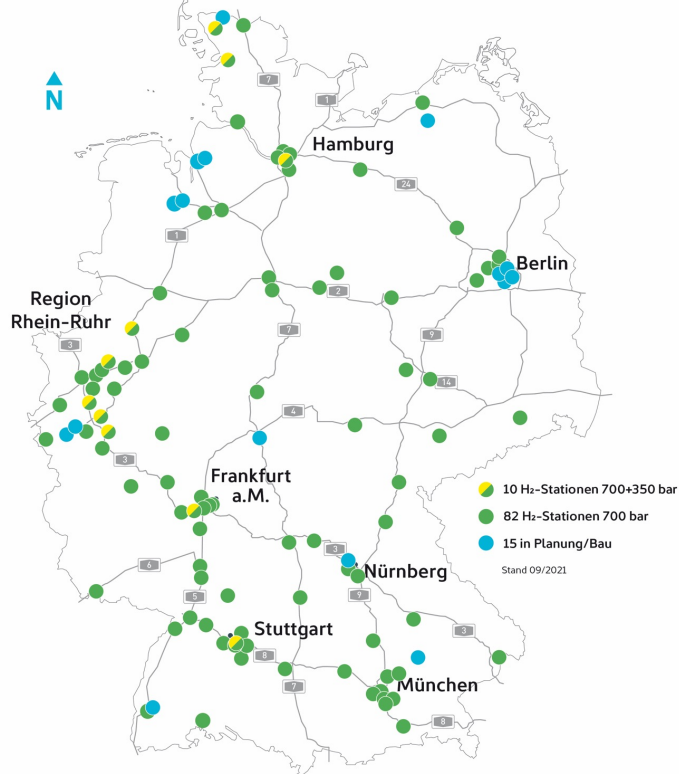 7
1
N
Hamburg
24
1
Berlin
2
Region
Rhein-Ruhr
7
9
3
14
4
3
Frankfurt
a.M.
10 H₂-Stationen 700+350 bar
82 H₂-Stationen 700 bar
15 in Planung/Bau
Stand 09/2021
3
6
Nürnberg
5
9
Stuttgart
3
8
7
München
8